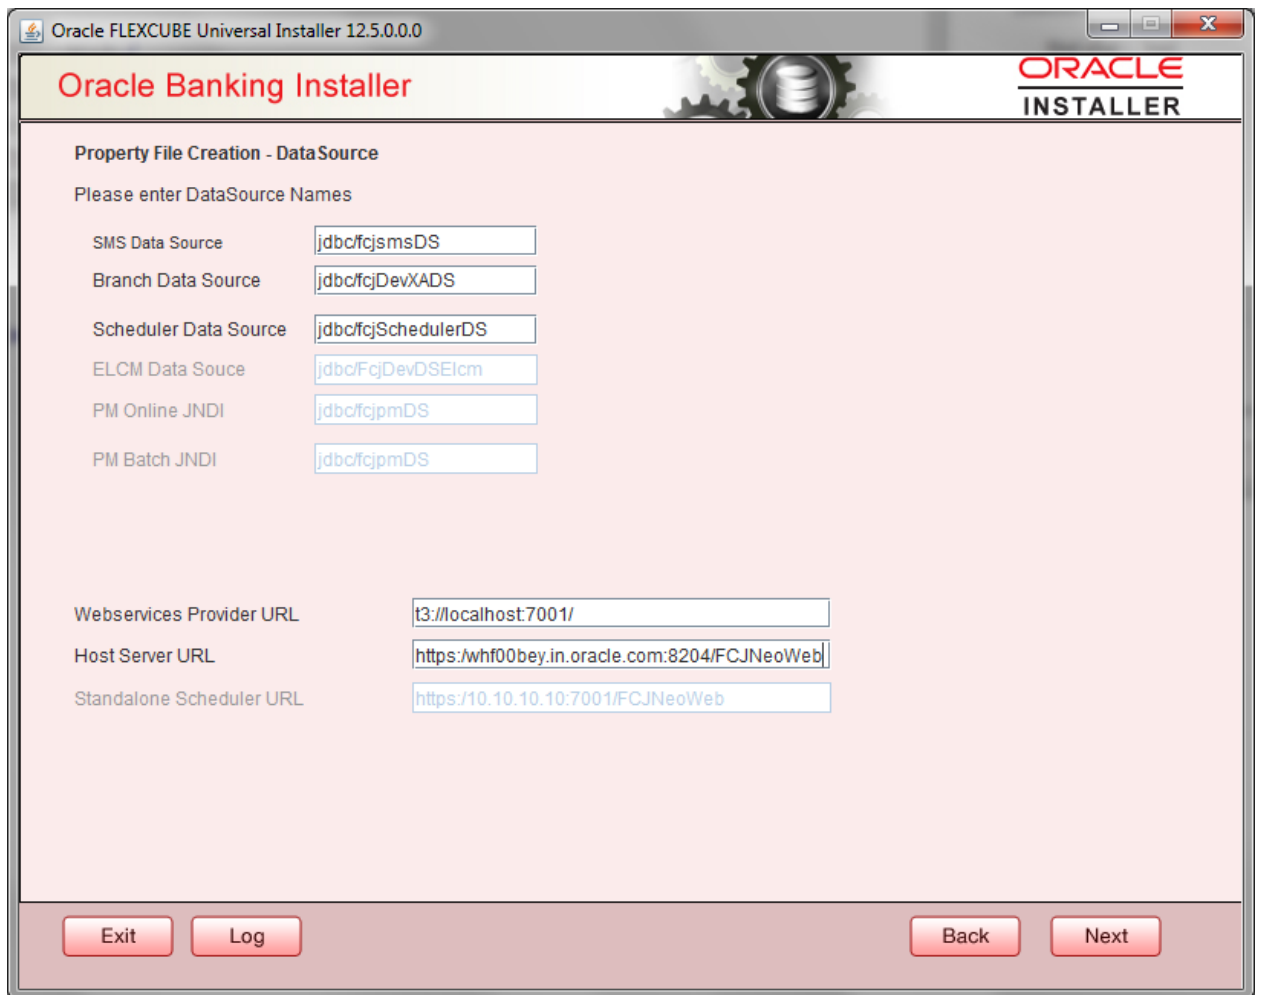 Oracle FLEXCUBE Universal Installer 12.5.0.0.0
Oracle Banking Installer
ORACLE
INSTALLER
Property File Creation - DataSource
Please enter DataSource Names
SMS Data Source jdbc/fcjsmsDS
Branch Data Source jdbc/fcjDevXADS
Scheduler Data Source jdbc/fcjSchedulerDS
ELCM Data Souce jdbc/FcjDevDSElcm
PM Online JNDI jdbc/fcjpmDS
PM Batch JNDI jdbc/fcjpmDS
Webservices Provider URL t3://localhost:7001/
Host Server URL https:/whf00bey.in.oracle.com:8204/FCJNeoWeb
Standalone Scheduler URL https:/10.10.10.10:7001/FCJNeoWeb
Exit Log Back Next